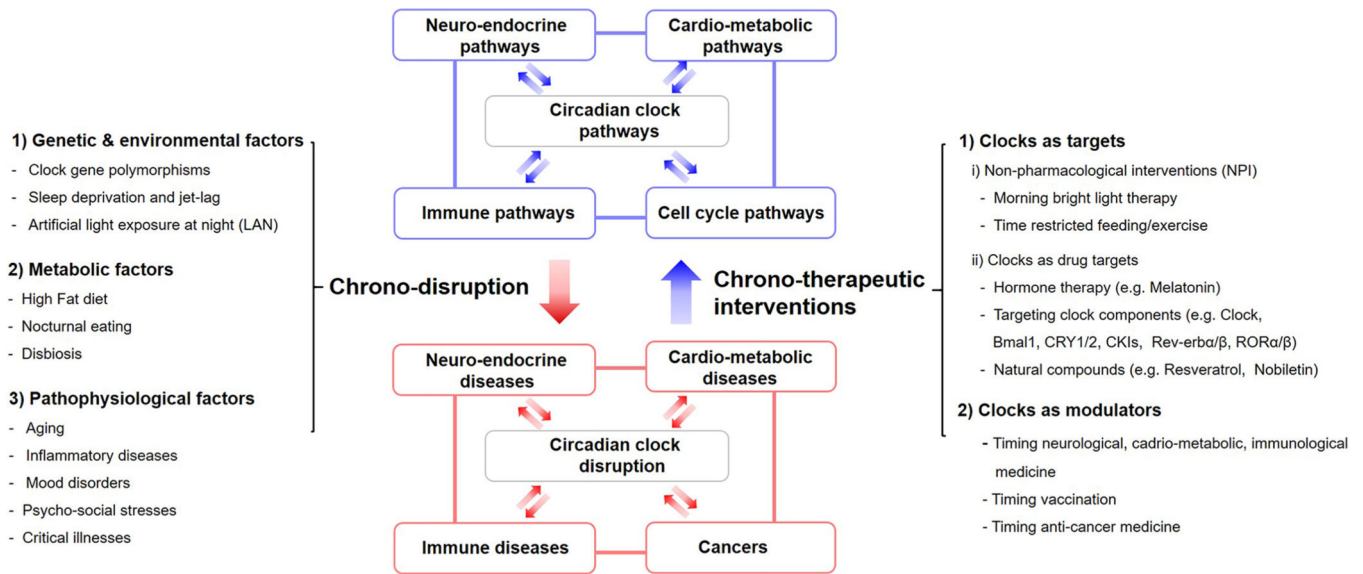 1) Genetic & environmental factors
- Clock gene polymorphisms
- Sleep deprivation and jet-lag
- Artificial light exposure at night (LAN)
2) Metabolic factors
- High Fat diet
- Nocturnal eating
- Disbiosis
3) Pathophysiological factors
- Aging
- Inflammatory diseases
- Mood disorders
- Psycho-social stresses
- Critical illnesses
Neuro-endocrine
pathways
Cardio-metabolic
pathways
Circadian clock
pathways
Immune pathways
Cell cycle pathways
Chrono-disruption
Chrono-therapeutic
interventions
Neuro-endocrine
diseases
Cardio-metabolic
diseases
Circadian clock
disruption
Immune diseases
Cancers
1) Clocks as targets
i) Non-pharmacological interventions (NPI)
- Morning bright light therapy
- Time restricted feeding/exercise
ii) Clocks as drug targets
- Hormone therapy (e.g. Melatonin)
- Targeting clock components (e.g. Clock,
Bmal1, CRY1/2, CKIs, Rev-erbα/β, RORα/β)
- Natural compounds (e.g. Resveratrol, Nobiletin)
2) Clocks as modulators
- Timing neurological, cadrio-metabolic, immunological
medicine
- Timing vaccination
- Timing anti-cancer medicine